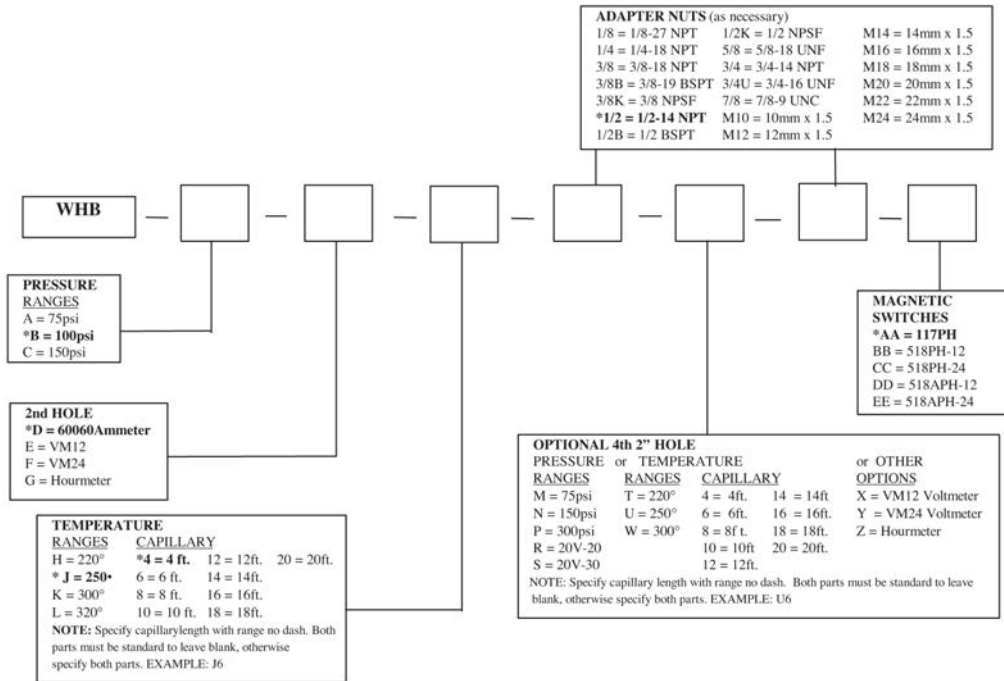 ADAPTER NUTS (as necessary)
1/8 = 1/8-27 NPT 1/2K = 1/2 NPSF M14 = 14mm x 1.5
1/4 = 1/4-18 NPT 5/8 = 5/8-18 UNF M16 = 16mm x 1.5
3/8 = 3/8-18 NPT 3/4 = 3/4-14 NPT M18 = 18mm x 1.5
3/8B = 3/8-19 BSPT 3/4U = 3/4-16 UNF M20 = 20mm x 1.5
3/8K = 3/8 NPSF 7/8 = 7/8-9 UNC M22 = 22mm x 1.5
*1/2 = 1/2-14 NPT M10 = 10mm x 1.5 M24 = 24mm x 1.5
1/2B = 1/2 BSPT M12 = 12mm x 1.5
WHB
PRESSURE
RANGES
A = 75psi
*B = 100psi
C = 150psi
MAGNETIC
SWITCHES
*AA = 117PH
BB = 518PH-12
CC = 518PH-24
DD = 518APH-12
EE = 518APH-24
2nd HOLE
*D = 60060Ammeter
E = VM12
F = VM24
G = Hourmeter
OPTIONAL 4th 2” HOLE
PRESSURE or TEMPERATURE or OTHER
RANGES RANGES CAPILLARY OPTIONS
M = 75psi T = 220° 4 = 4ft. 14 = 14ft X = VM12 Voltmeter
N = 150psi U = 250° 6 = 6ft. 16 = 16ft. Y = VM24 Voltmeter
P = 300psi W = 300° 8 = 8f t. 18 = 18ft. Z = Hourmeter
R = 20V-20 10 = 10ft 20 = 20ft.
S = 20V-30 12 = 12ft.
NOTE: Specify capillary length with range no dash. Both parts must be standard to leave
blank, otherwise specify both parts. EXAMPLE: U6
TEMPERATURE
RANGES CAPILLARY
H = 220° *4 = 4 ft. 12 = 12ft. 20 = 20ft.
* J = 250• 6 = 6 ft. 14 = 14ft.
K = 300° 8 = 8 ft. 16 = 16ft.
L = 320° 10 = 10 ft. 18 = 18ft.
NOTE: Specify capillarylength with range no dash. Both
parts must be standard to leave blank, otherwise
specify both parts. EXAMPLE: J6